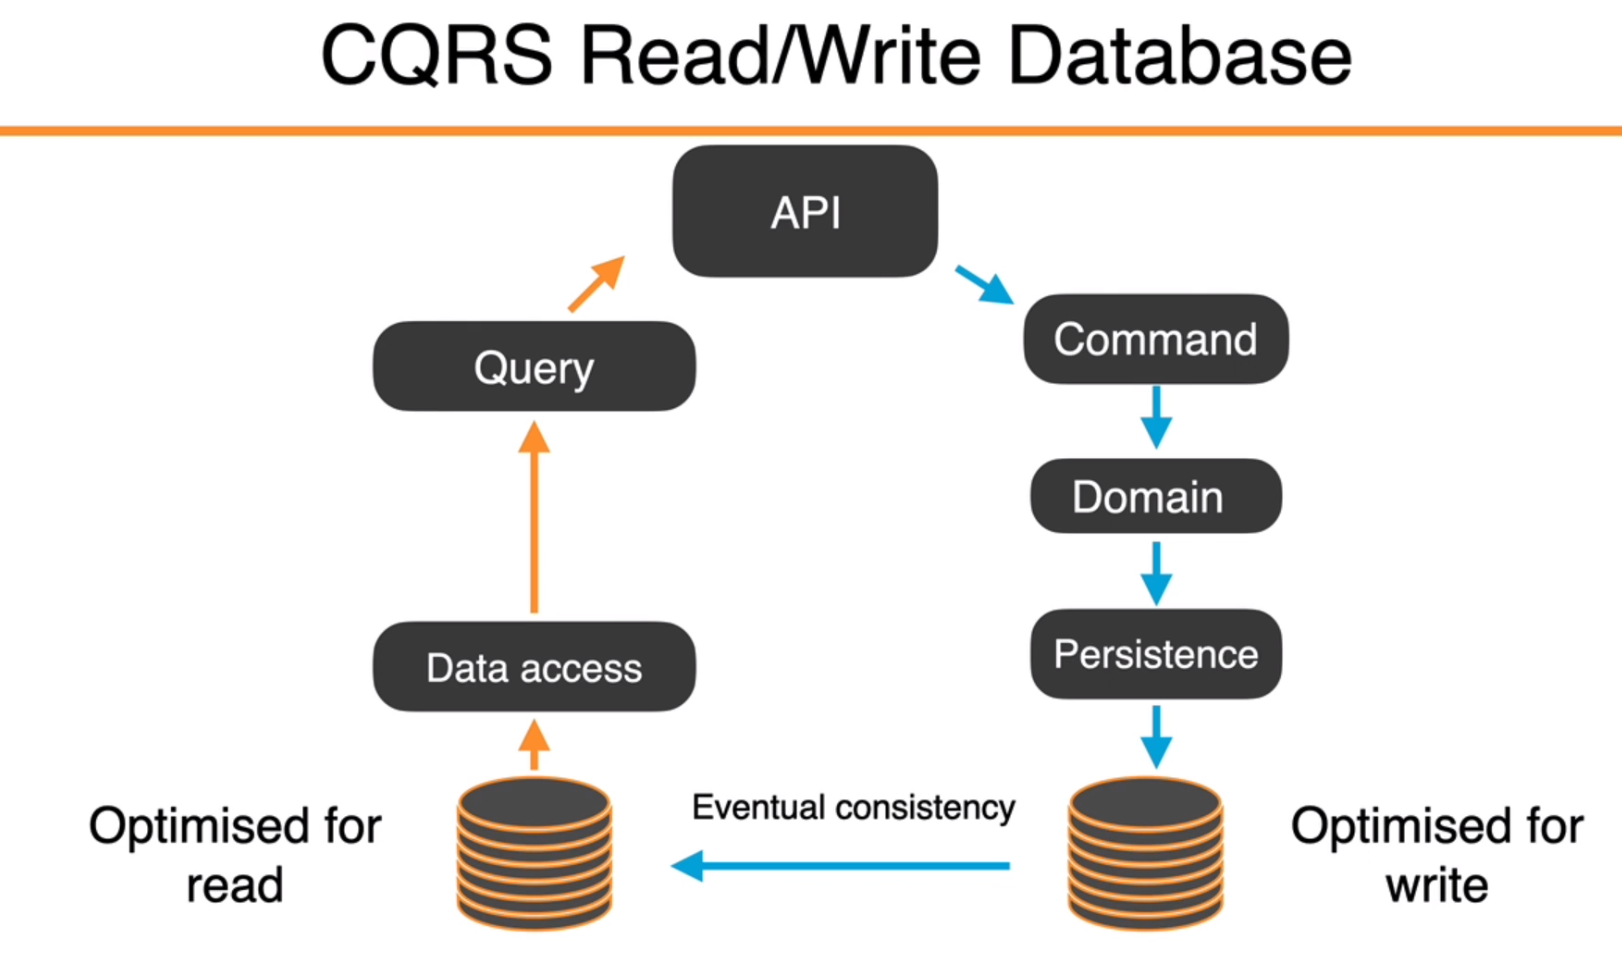 CQRS Read/Write Database
API
Query
Command
Domain
Data access
Persistence
Optimised for
read
Eventual consistency
Optimised for
write